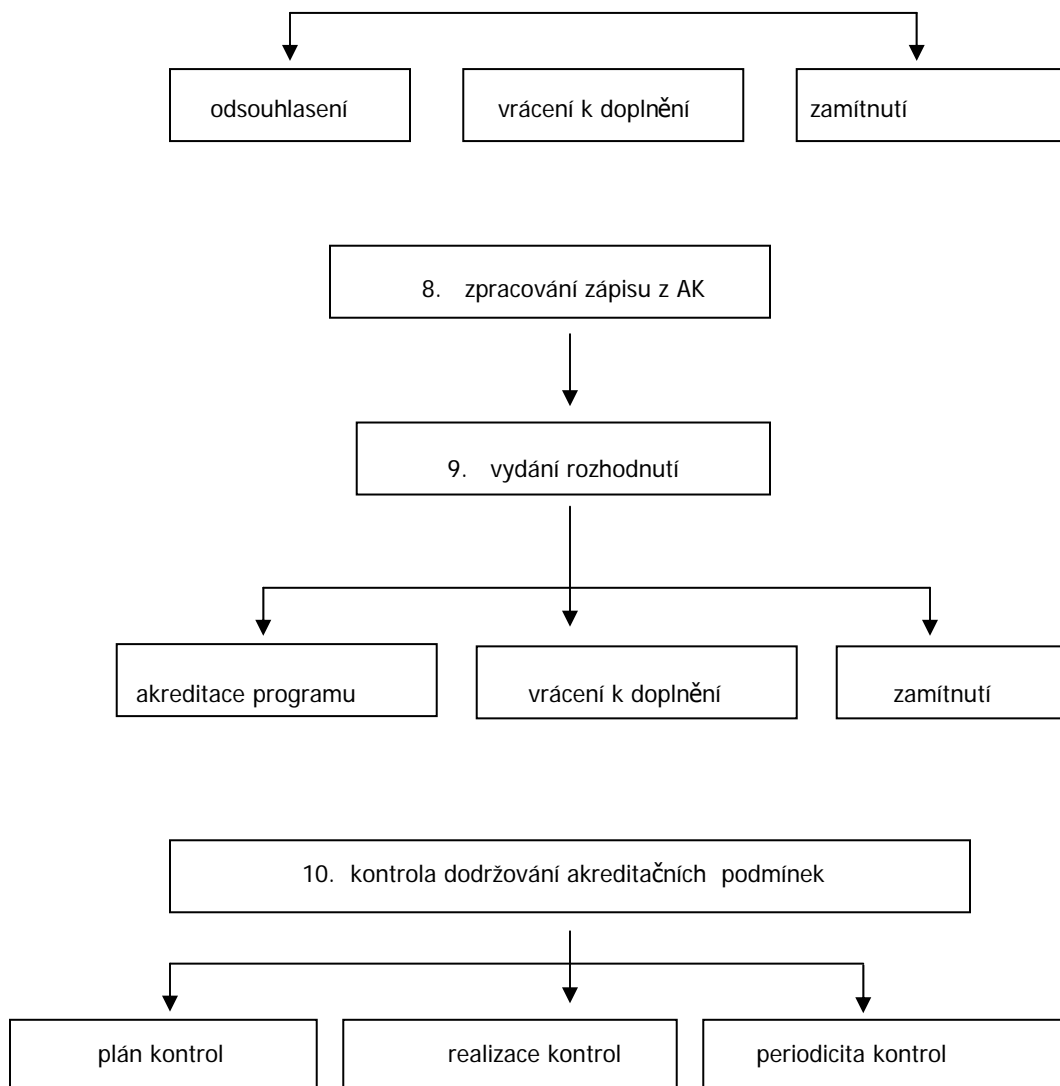 odsouhlasení vrácení k doplnění zamítnutí
8. zpracování zápisu z AK
9. vydání rozhodnutí
akreditace programu vrácení k doplnění zamítnutí
10. kontrola dodržování akreditačních podmínek
plán kontrol realizace kontrol periodicita kontrol